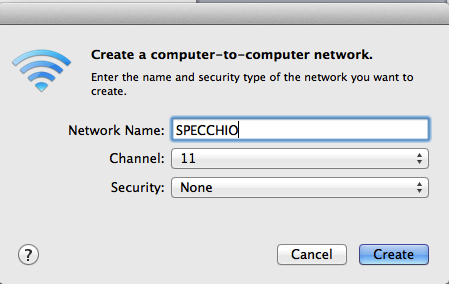 Create a computer-to-computer network.
Enter the name and security type of the network you want to
create.
Network Name: SPECCHIO
Channel: 11
Security: None
? Cancel Create